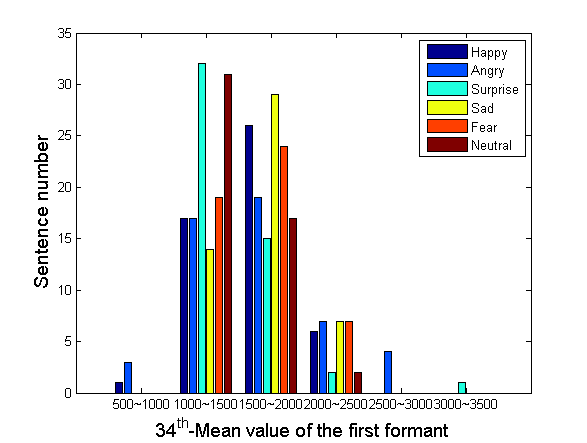 35
30
25
20
15
10
5
0
Sentence number
Happy
Angry
Surprise
Sad
Fear
Neutral
500~1000 1000~1500 1500~2000 2000~2500 2500~3000 3000~3500
34th-Mean value of the first formant